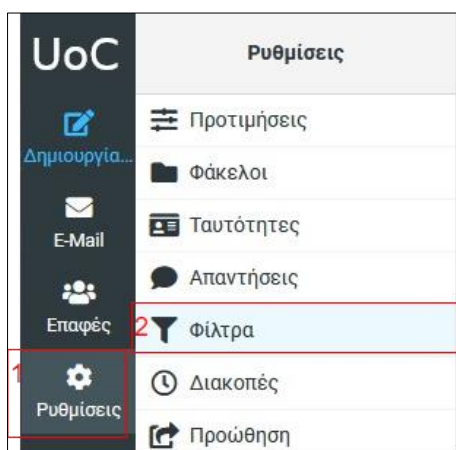 UoC
Δημιουργία...
E-Mail
Επαφές
1
Ρυθμίσεις
Ρυθμίσεις
Προτιμήσεις
Φάκελοι
Ταυτότητες
Απαντήσεις
2 Φίλτρα
Διακοπές
Προώθηση